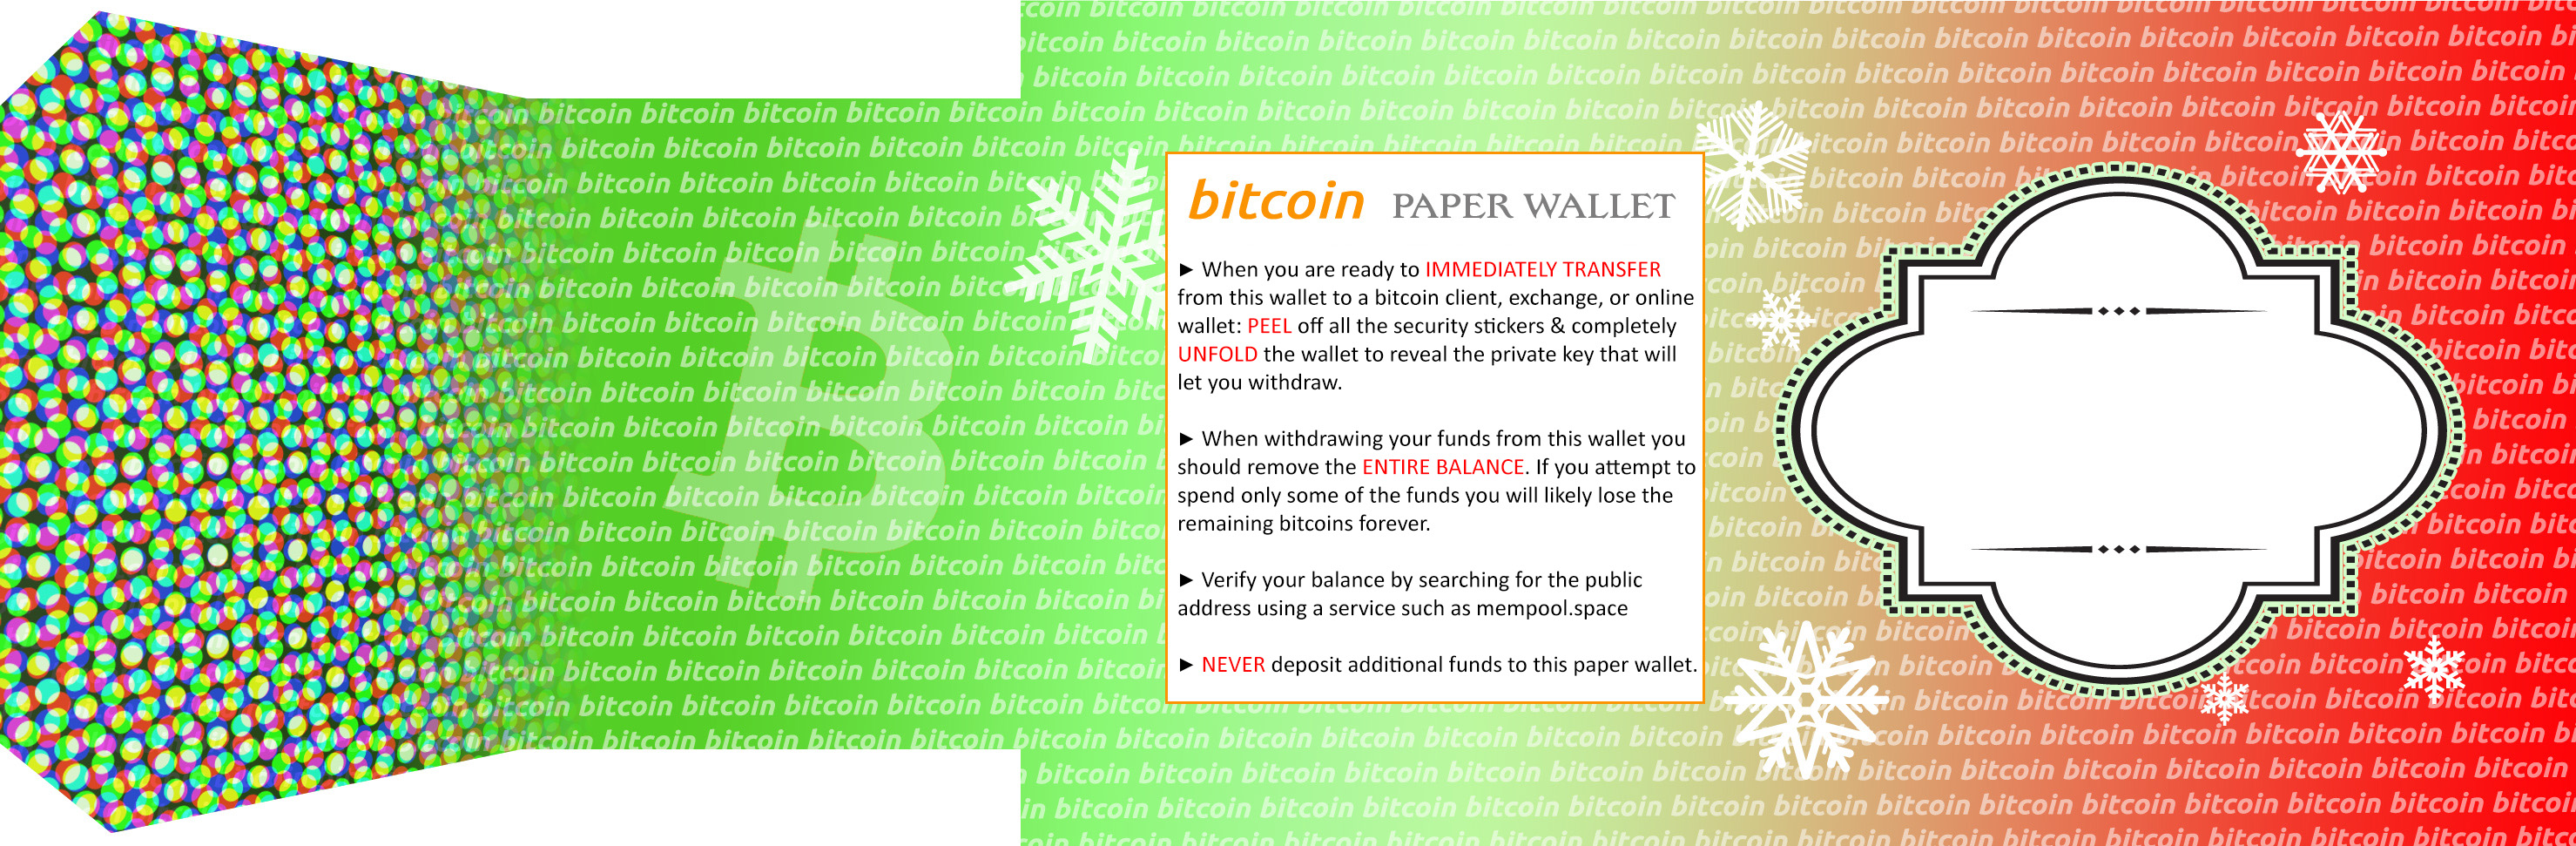 bitcoin PAPER WALLET
► When you are ready to IMMEDIATELY TRANSFER
from this wallet to a bitcoin client, exchange, or online
wallet: PEEL off all the security stickers & completely
UNFOLD the wallet to reveal the private key that will
let you withdraw.
► When withdrawing your funds from this wallet you
should remove the ENTIRE BALANCE. If you attempt to
spend only some of the funds you will likely lose the
remaining bitcoins forever.
► Verify your balance by searching for the public
address using a service such as mempool.space
► NEVER deposit additional funds to this paper wallet.